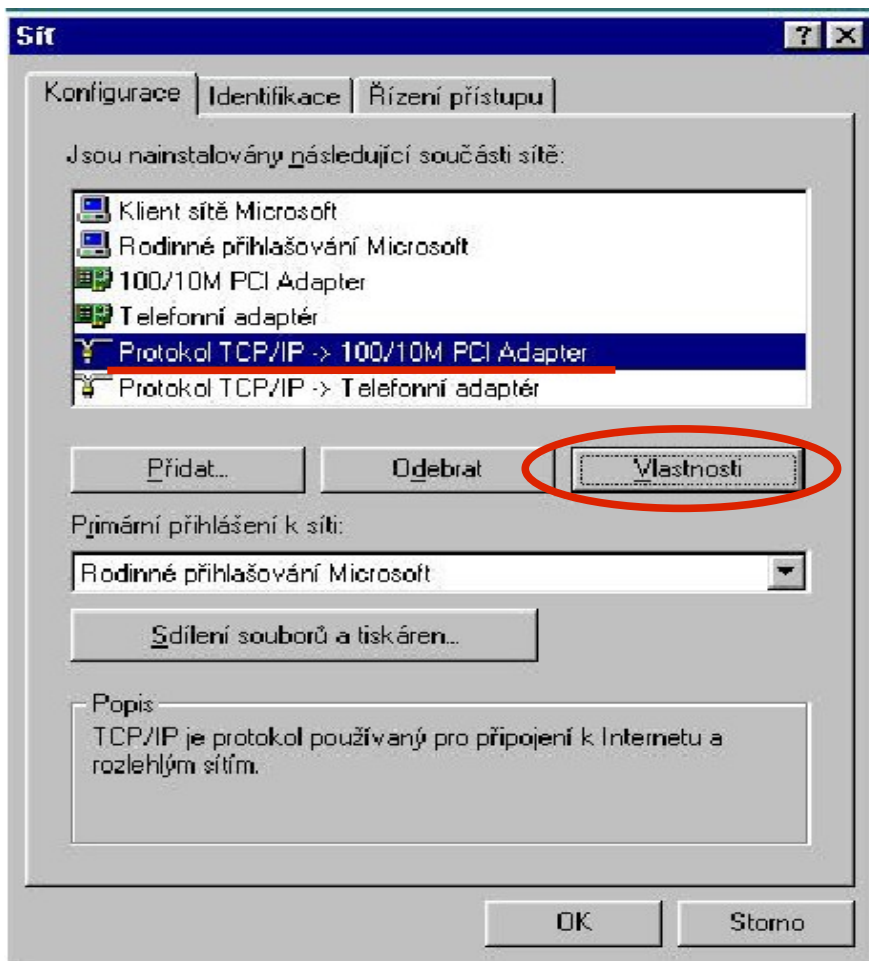 Síť
Konfigurace Identifikace Řízení přístupu
Jsou nainstalovány následující součásti sítě:
Klient sítě Microsoft
Rodinné přihlašování Microsoft
100/10M PCI Adapter
Telefonní adaptér
Protokol TCP/IP -> 100/10M PCI Adapter
Protokol TCP/IP -> Telefonní adaptér
Přidat... Odebrat Vlastnosti
Primární přihlášení k síti:
Rodinné přihlašování Microsoft
Sdílení souborů a tiskáren...
Popis
TCP/IP je protokol používaný pro připojení k Internetu a
rozlehlým sítím.
OK Storno